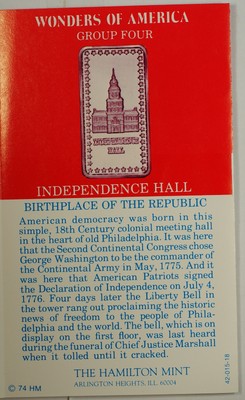 WONDERS OF AMERICA
GROUP FOUR
INDEPENDENCE
HALL
INDEPENDENCE HALL
BIRTHPLACE OF THE REPUBLIC
American democracy was born in this
simple, 18th Century colonial meeting hall
in the heart of old Philadelphia. It was here
that the Second Continental Congress chose
George Washington to be the commander of
the Continental Army in May, 1775. And it
was here that American Patriots signed
the Declaration of Independence on July 4,
1776. Four days later the Liberty Bell in
the tower rang out proclaiming the historic
news of freedom to the people of Phila-
delphia and the world. The bell, which is on
display on the first floor, was last heard
during the funeral of Chief Justice Marshall
when it tolled until it cracked.
THE HAMILTON MINT
ARLINGTON HEIGHTS, ILL. 60004
© 74 HM
42-015-18